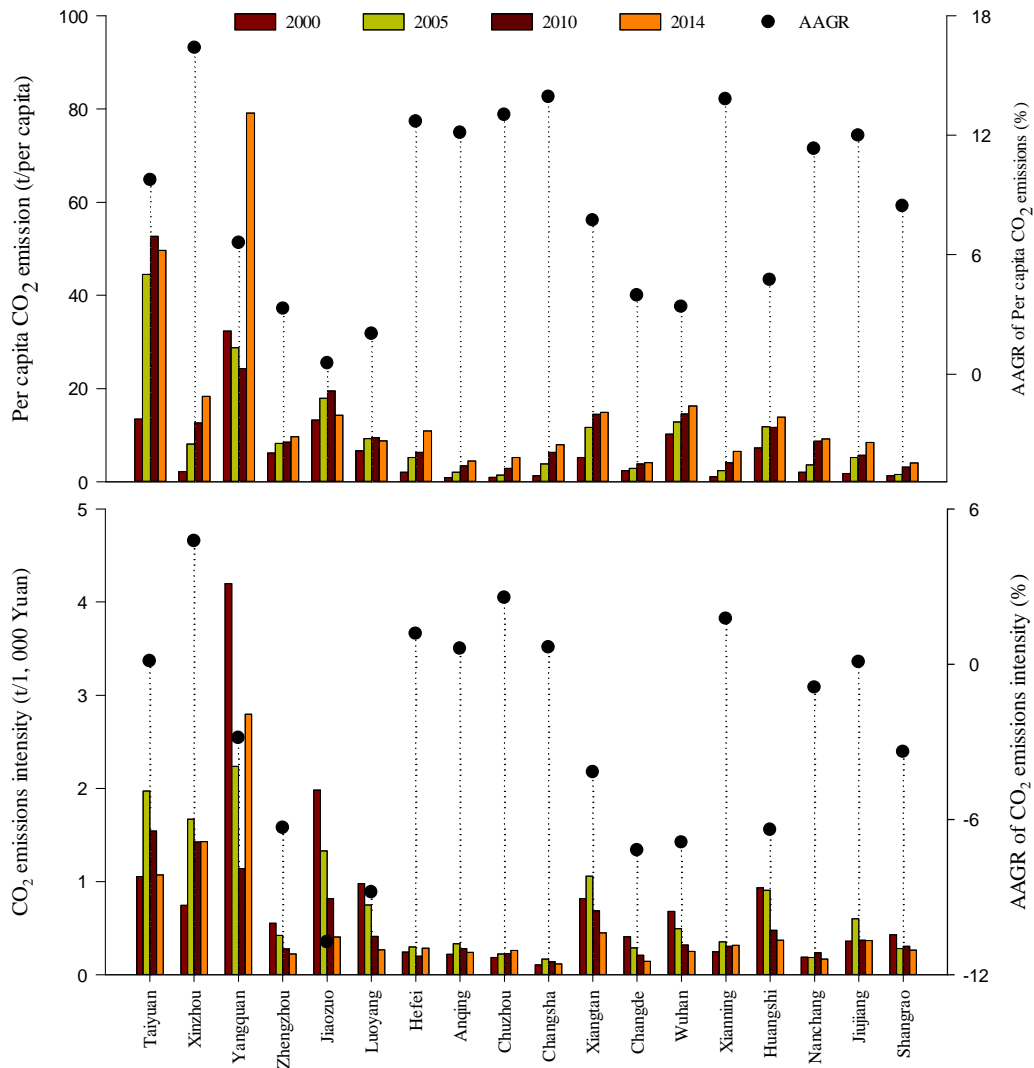 2000 2005 2010 2014 AAGR
Per capita CO2 emission (t/per capita)
100
80
60
40
20
0
18
12
6
0
AAGR of Per capita CO2 emissions (%)
CO2 emissions intensity (t/1, 000 Yuan)
5
4
3
2
1
0
6
0
-6
-12
AAGR of CO2 emissions intensity (%)
Taiyuan
Xinzhou
Yangquan
Zhengzhou
Jiaozuo
Luoyang
Hefei
Anqing
Chuzhou
Changsha
Xiangtan
Changde
Wuhan
Xianning
Huangshi
Nanchang
Jiujiang
Shangrao